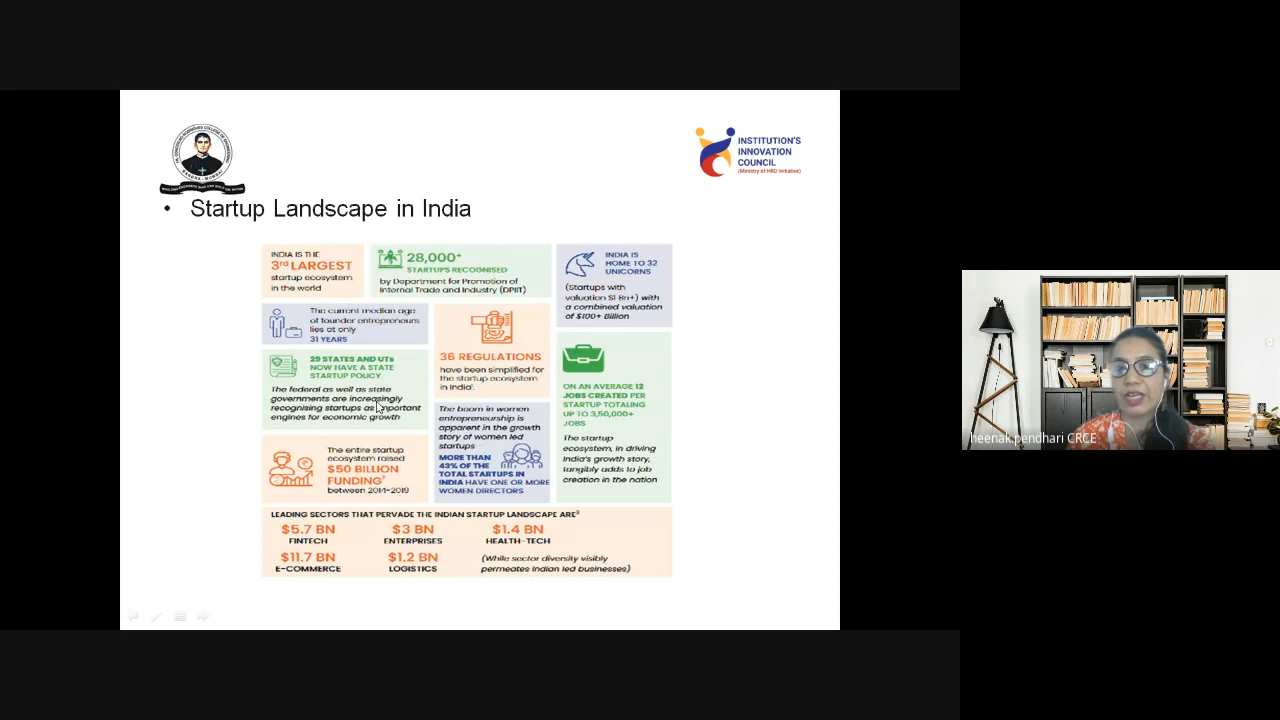 INSTITUTION'S
INNOVATION
COUNCIL
(Ministry of HRD Initiative)
• Startup Landscape in India
INDIA IS THE
3rd LARGEST
startup ecosystem
in the world
28,000+
STARTUPS RECOGNISED
by Department for Promotion of
Internal Trade and Industry (DPIIT)
INDIA IS
HOME TO 32
UNICORNS
(Startups with
valuation $1 Bn+) with
a combined valuation
of $100+ Billion
The current median age
of founder entrepreneurs
lies at only
31 YEARS
36 REGULATIONS
have been simplified for
the startup ecosystem
in India
29 STATES AND UTs
NOW HAVE A STATE
STARTUP POLICY
The federal as well as state
governments are increasingly
recognising startups as important
engines for economic growth
ON AN AVERAGE 12
JOBS CREATED PER
STARTUP TOTALING
UP TO 3,50,000+
JOBS
The startup
ecosystem, in driving
India's growth story,
tangibly adds to job
creation in the nation
The boom in women
entrepreneurship is
apparent in the growth
story of women led
startups
MORE THAN
43% OF THE
TOTAL STARTUPS IN
INDIA HAVE ONE OR MORE
WOMEN DIRECTORS
The entire startup
ecosystem raised
$50 BILLION
FUNDING
between 2014-2019
LEADING SECTORS THAT PERVADE THE INDIAN STARTUP LANDSCAPE ARE
$5.7 BN $3 BN $1.4 BN
FINTECH ENTERPRISES HEALTH-TECH
$11.7 BN $1.2 BN (While sector diversity visibly
E-COMMERCE LOGISTICS permeates Indian led businesses)
heenak.pendhari CRCE